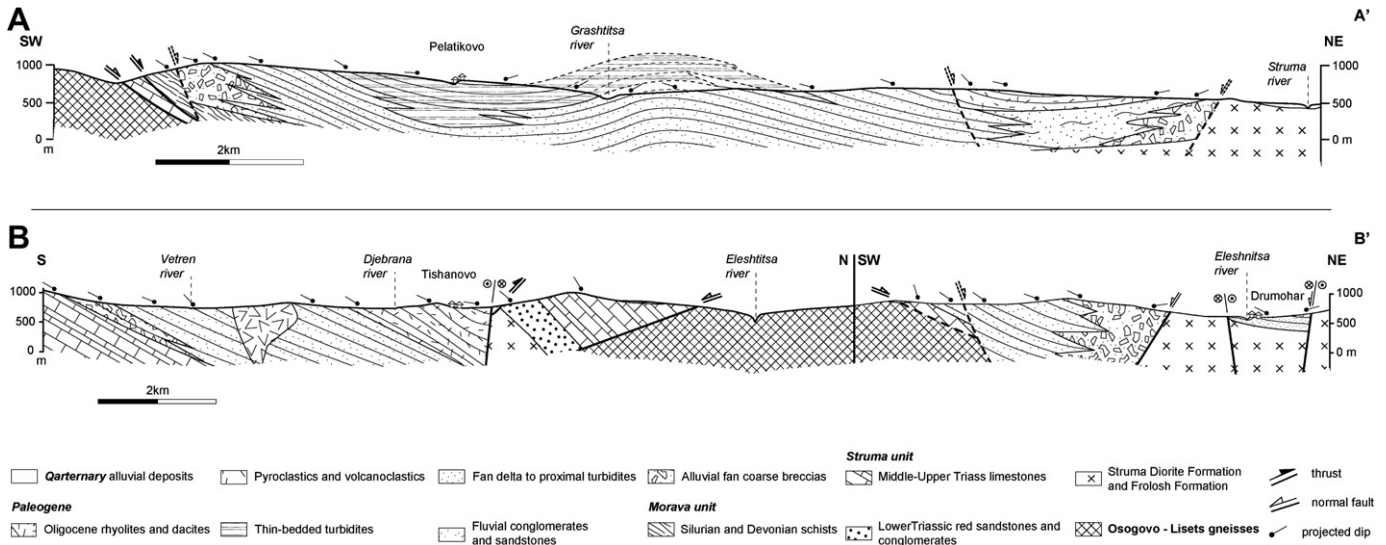 A
A'
SW
NE
Pelatikovo
Grashtitsa
river
Struma
river
1000
500
0
m
1000
500
0 m
2km
B
B'
S
Vetren
river
Djebrana
river
Tishanovo
Eleshtitsa
river
N
SW
Eleshnitsa
river
NE
Drumohar
1000
500
0
m
1000
500
0 m
2km
Qarternary alluvial deposits
Pyroclastics and volcanoclastics
Fan delta to proximal turbidites
Alluvial fan coarse breccias
Struma unit
Middle-Upper Triass limestones
Struma Diorite Formation
and Frolosh Formation
thrust
normal fault
Paleogene
Oligocene rhyolites and dacites
Thin-bedded turbidites
Fluvial conglomerates
and sandstones
Morava unit
Silurian and Devonian schists
LowerTriassic red sandstones and
conglomerates
Osogovo - Lisets gneisses
projected dip